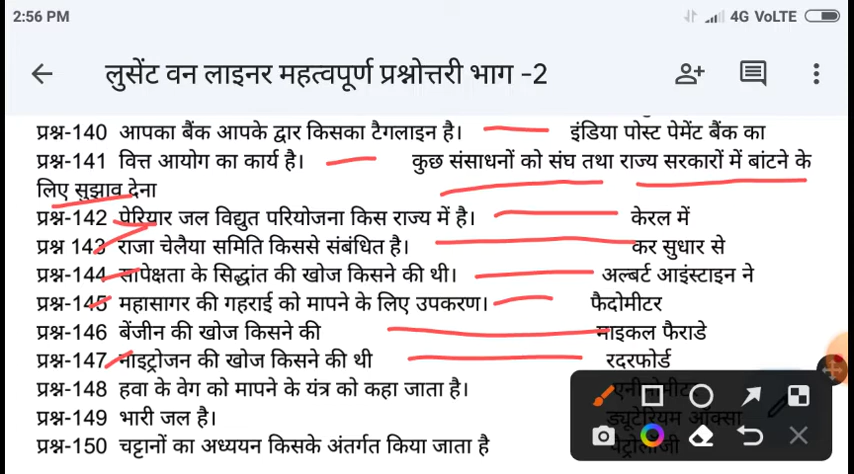 2:56 PM 4G VoLTE
लुसेंट वन लाइनर महत्वपूर्ण प्रश्नोत्तरी भाग -2
प्रश्न-140 आपका बैंक आपके द्वार किसका टैगलाइन है। इंडिया पोस्ट पेमेंट बैंक का
प्रश्न-141 वित्त आयोग का कार्य है। कुछ संसाधनों को संघ तथा राज्य सरकारों में बांटने के
लिए सुझाव देना
प्रश्न-142 पेरियार जल विद्युत परियोजना किस राज्य में है। केरल में
प्रश्न 143 राजा चेलैया समिति किससे संबंधित है। कर सुधार से
प्रश्न-144 सापेक्षता के सिद्धांत की खोज किसने की थी। अल्बर्ट आइंस्टाइन ने
प्रश्न-145 महासागर की गहराई को मापने के लिए उपकरण। फैदोमीटर
प्रश्न-146 बेंजीन की खोज किसने की माइकल फैराडे
प्रश्न-147 नाइट्रोजन की खोज किसने की थी रदरफोर्ड
प्रश्न-148 हवा के वेग को मापने के यंत्र को कहा जाता है। एनीमोमीटर
प्रश्न-149 भारी जल है। ड्यूटेरियम ऑक्सा
प्रश्न-150 चट्टानों का अध्ययन किसके अंतर्गत किया जाता है पैट्रोलॉजी